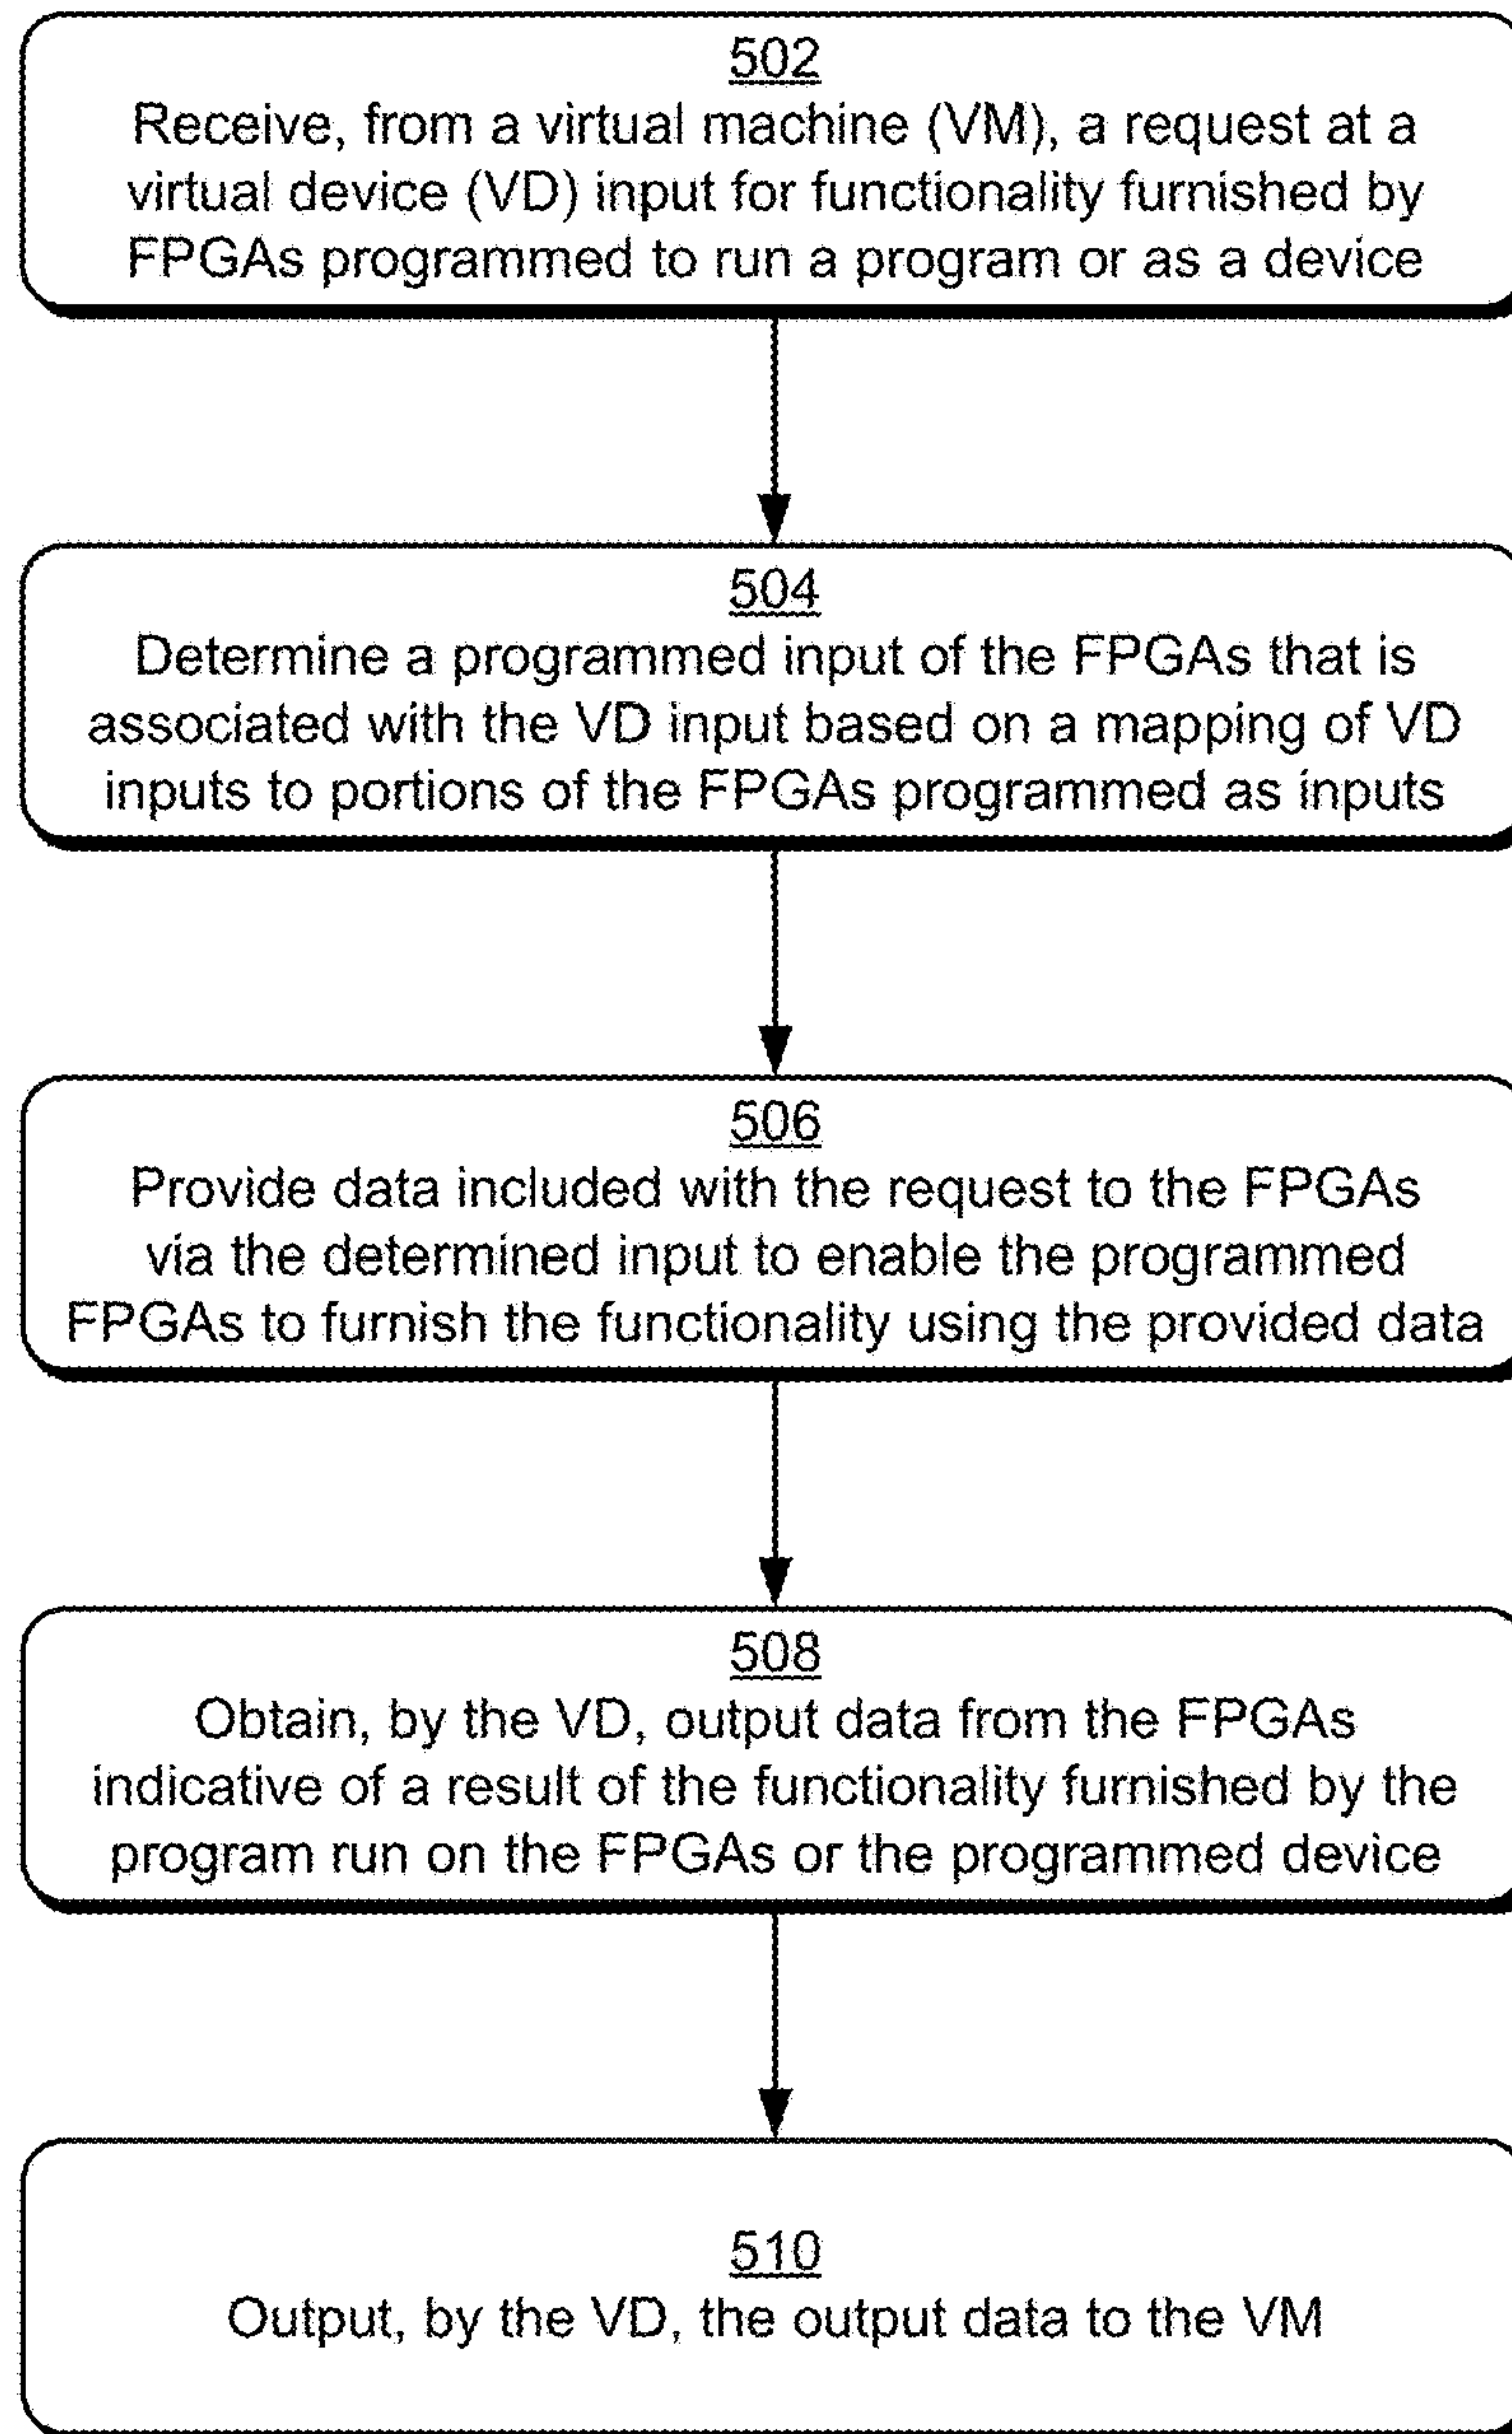 502
Receive, from a virtual machine (VM), a request at a
virtual device (VD) input for functionality furnished by
FPGAs programmed to run a program or as a device
504
Determine a programmed input of the FPGAs that is
associated with the VD input based on a mapping of VD
inputs to portions of the FPGAs programmed as inputs
506
Provide data included with the request to the FPGAs
via the determined input to enable the programmed
FPGAs to furnish the functionality using the provided data
508
Obtain, by the VD, output data from the FPGAs
indicative of a result of the functionality furnished by the
program run on the FPGAs or the programmed device
510
Output, by the VD, the output data to the VM